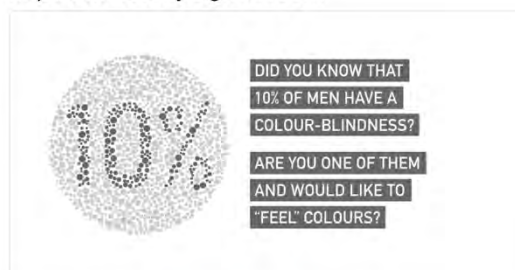 10%
DID YOU KNOW THAT
10% OF MEN HAVE A
COLOUR-BLINDNESS?
ARE YOU ONE OF THEM
AND WOULD LIKE TO
“FEEL” COLOURS?